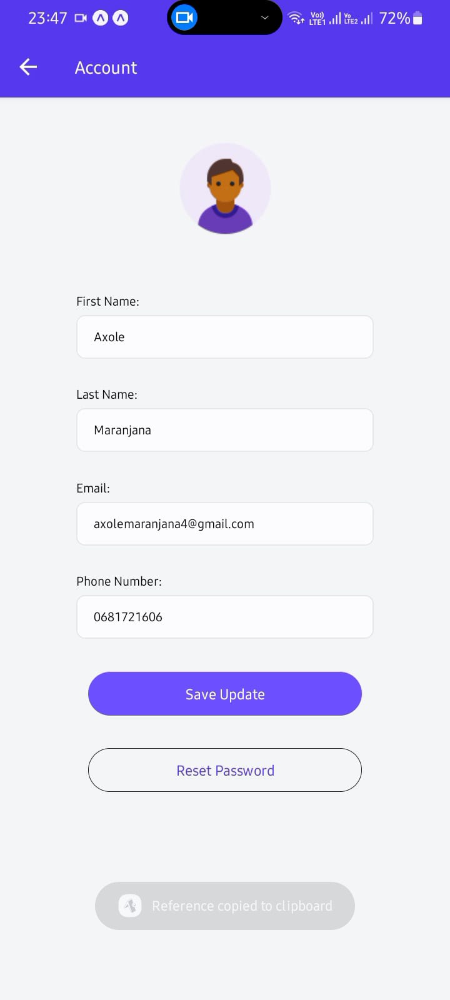 23:47 Vo)) LTE1 Vo LTE2 72%
Account
First Name:
Axole
Last Name:
Maranjana
Email:
axolemaranjana4@gmail.com
Phone Number:
0681721606
Save Update
Reset Password
Reference copied to clipboard